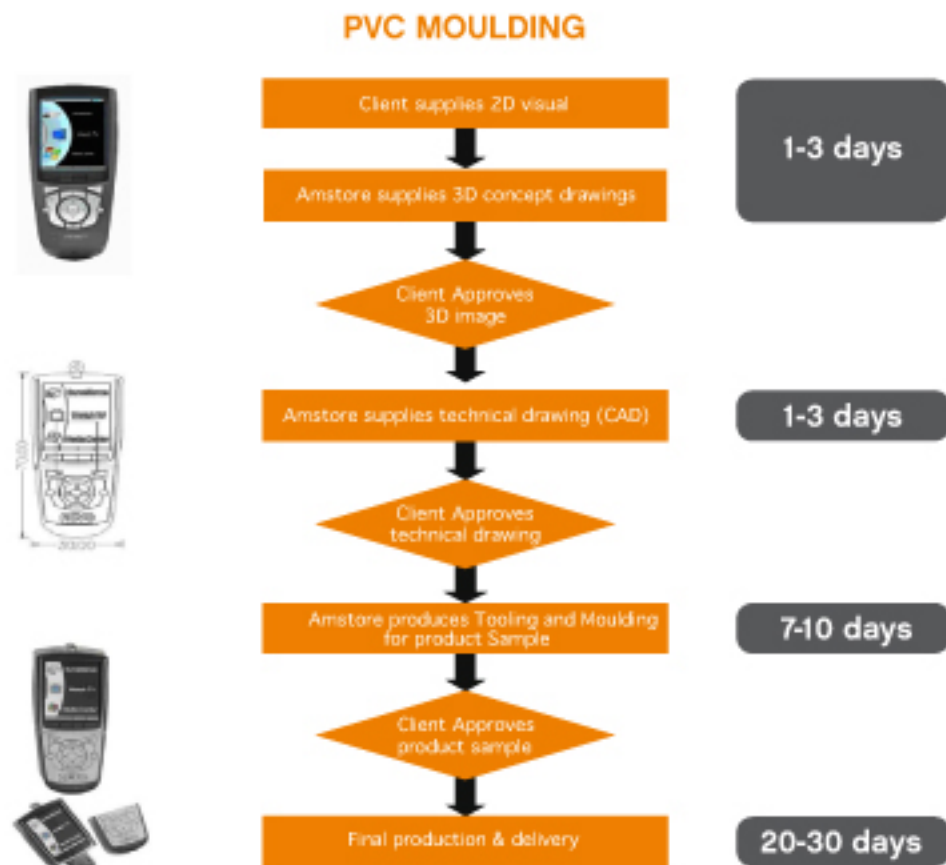 PVC MOULDING
Client supplies 2D visual
1-3 days
Amstore supplies 3D concept drawings
Client Approves
3D image
Amstore supplies technical drawing (CAD)
1-3 days
Client Approves
technical drawing
Amstore produces Tooling and Moulding
for product Sample
7-10 days
Client Approves
product sample
Final production & delivery
20-30 days